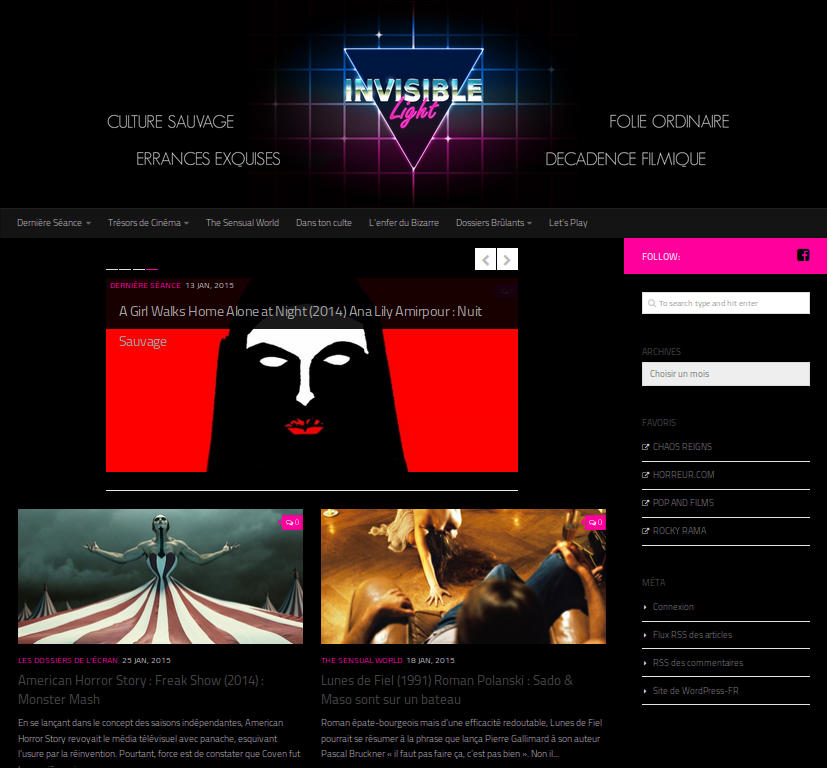 INVISIBLE
Light
CULTURE SAUVAGE
FOLIE ORDINAIRE
ERRANCES EXQUISES
DECADENCE FILMIQUE
Dernière Séance
Trésors de Cinéma
The Sensual World
Dans ton culte
L'enfer du Bizarre
Dossiers Brûlants
Let's Play
DERNIÈRE SÉANCE 13 JAN, 2015
A Girl Walks Home Alone at Night (2014) Ana Lily Amirpour : Nuit
Sauvage
0
LES DOSSIERS DE L'ÉCRAN 25 JAN, 2015
American Horror Story : Freak Show (2014) :
Monster Mash
En se lançant dans le concept des saisons indépendantes, American
Horror Story revoyait le média télévisuel avec panache, esquivant
l'usure par la réinvention. Pourtant, force est de constater que Coven fut
0
THE SENSUAL WORLD 18 JAN, 2015
Lunes de Fiel (1991) Roman Polanski : Sado &
Maso sont sur un bateau
Roman épate-bourgeois mais d'une efficacité redoutable, Lunes de Fiel
pourrait se résumer à la phrase que lança Pierre Gallimard à son auteur
Pascal Bruckner « il faut pas faire ça, c'est pas bien ». Non il...
FOLLOW:
To search type and hit enter
ARCHIVES
Choisir un mois
FAVORIS
CHAOS REIGNS
HORREUR.COM
POP AND FILMS
ROCKY RAMA
MÉTA
Connexion
Flux RSS des articles
RSS des commentaires
Site de WordPress-FR